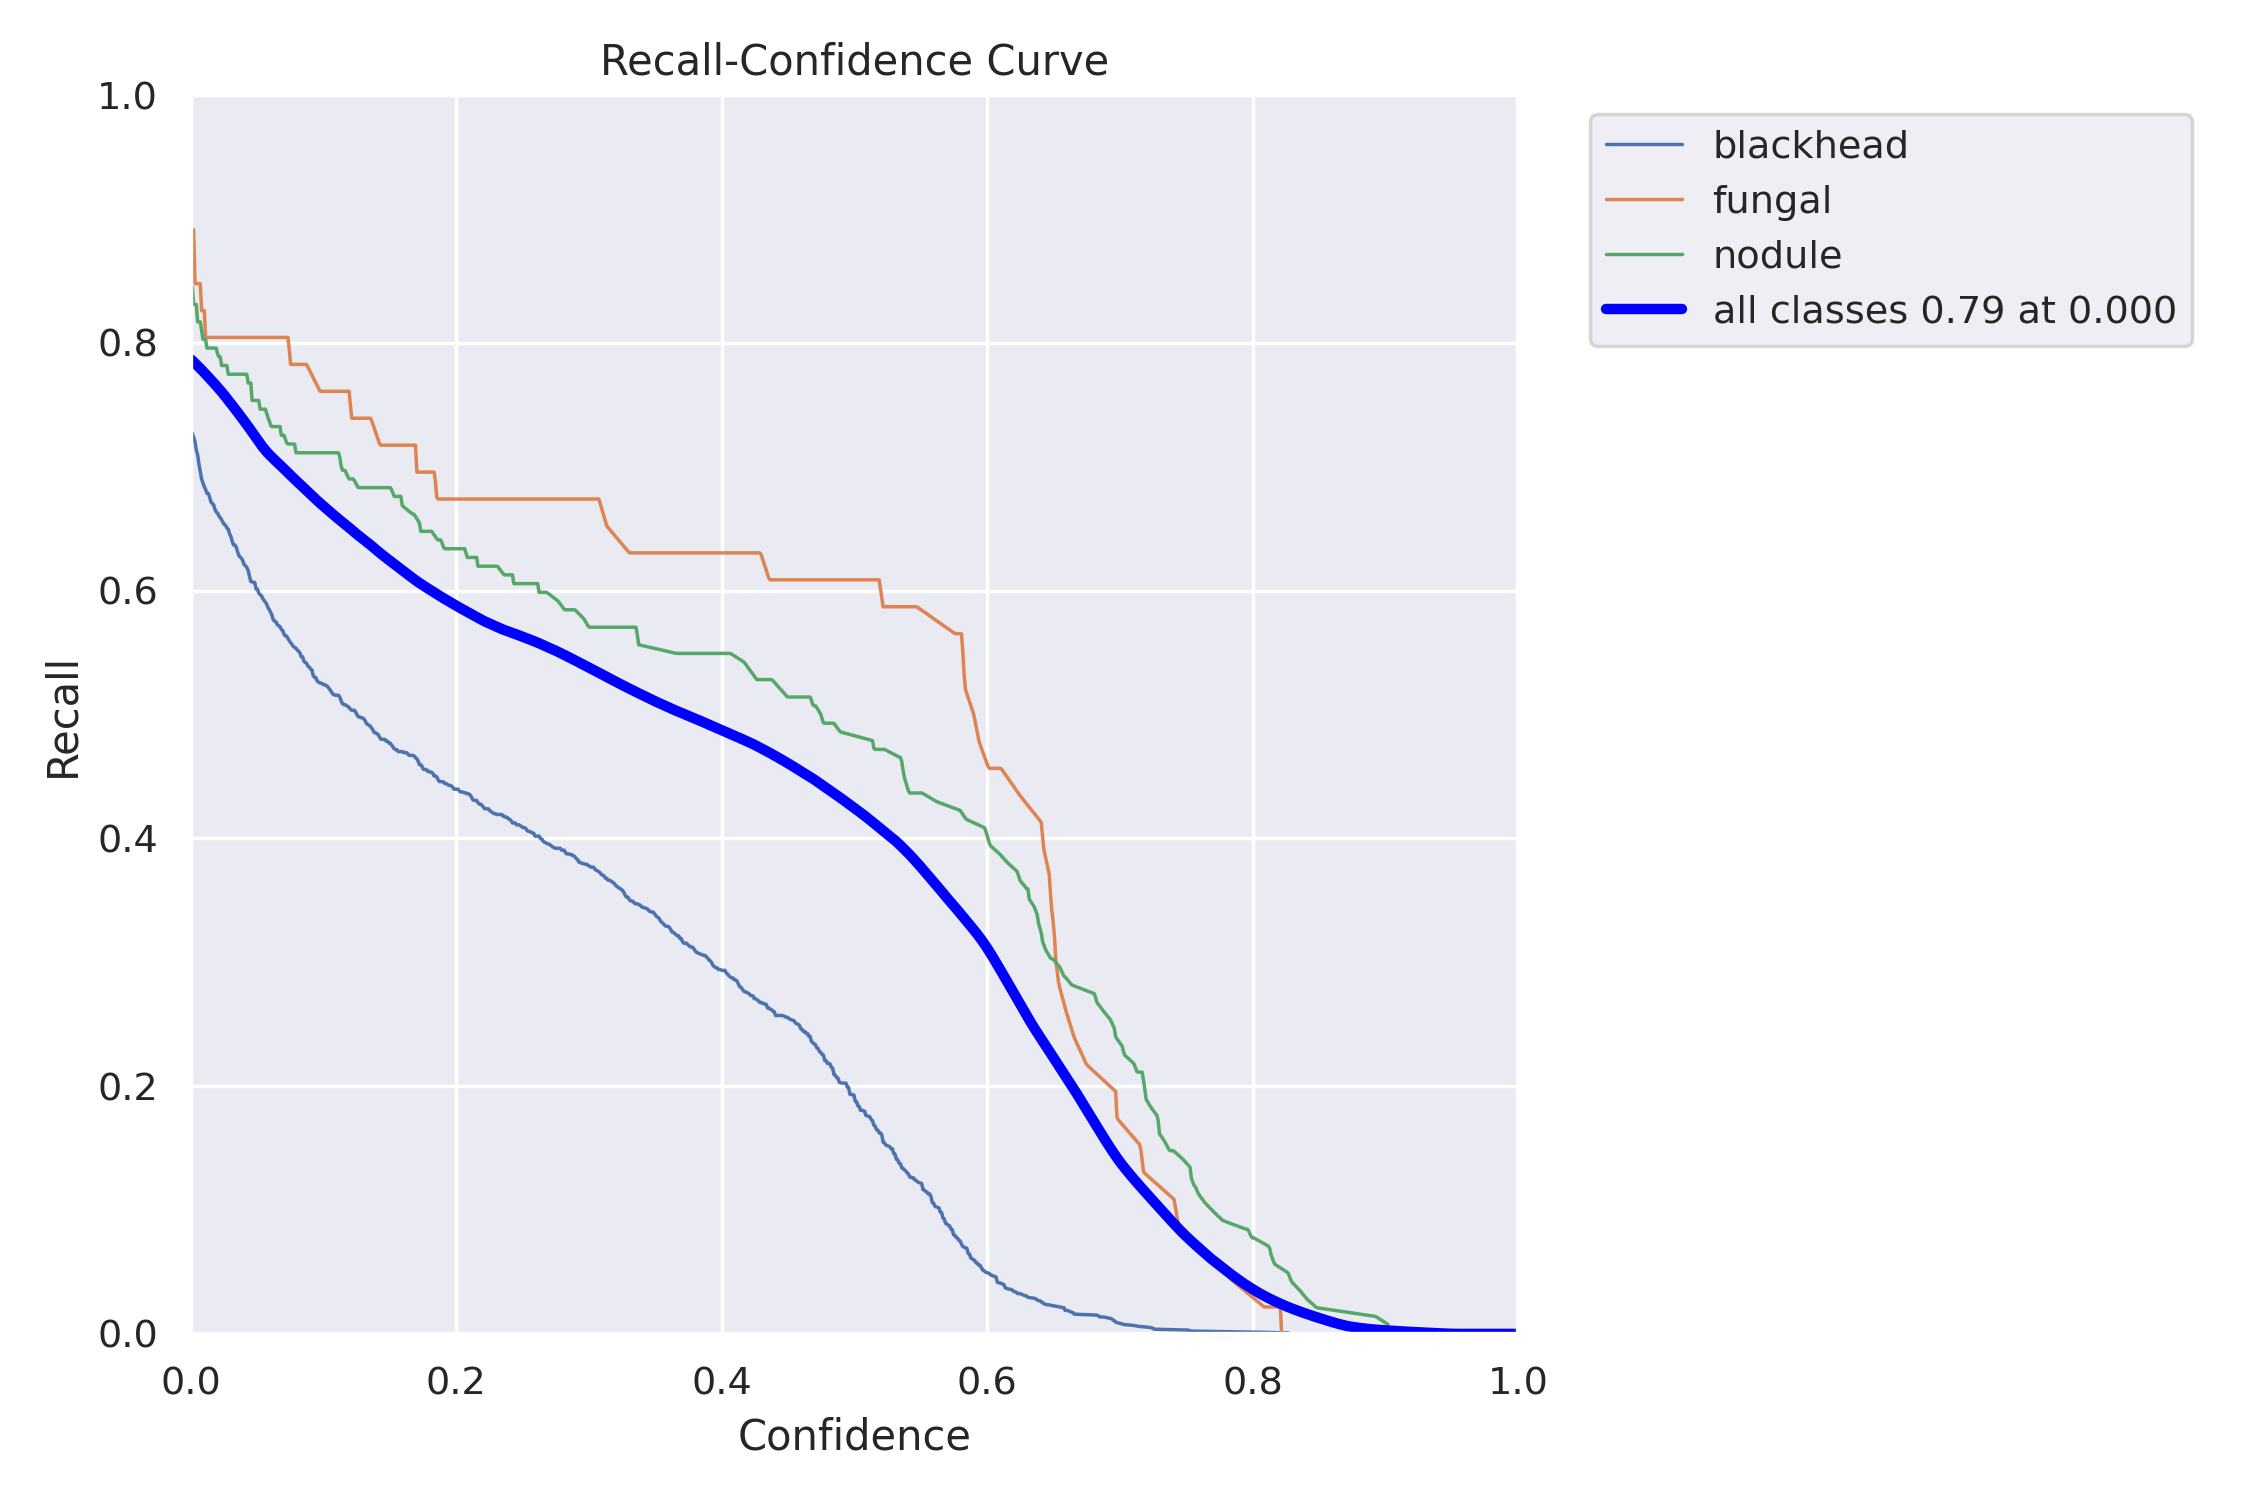 Recall-Confidence Curve
1.0
0.8
0.6
0.4
0.2
0.0
Recall
0.0 0.2 0.4 0.6 0.8 1.0
Confidence
blackhead
fungal
nodule
all classes 0.79 at 0.000